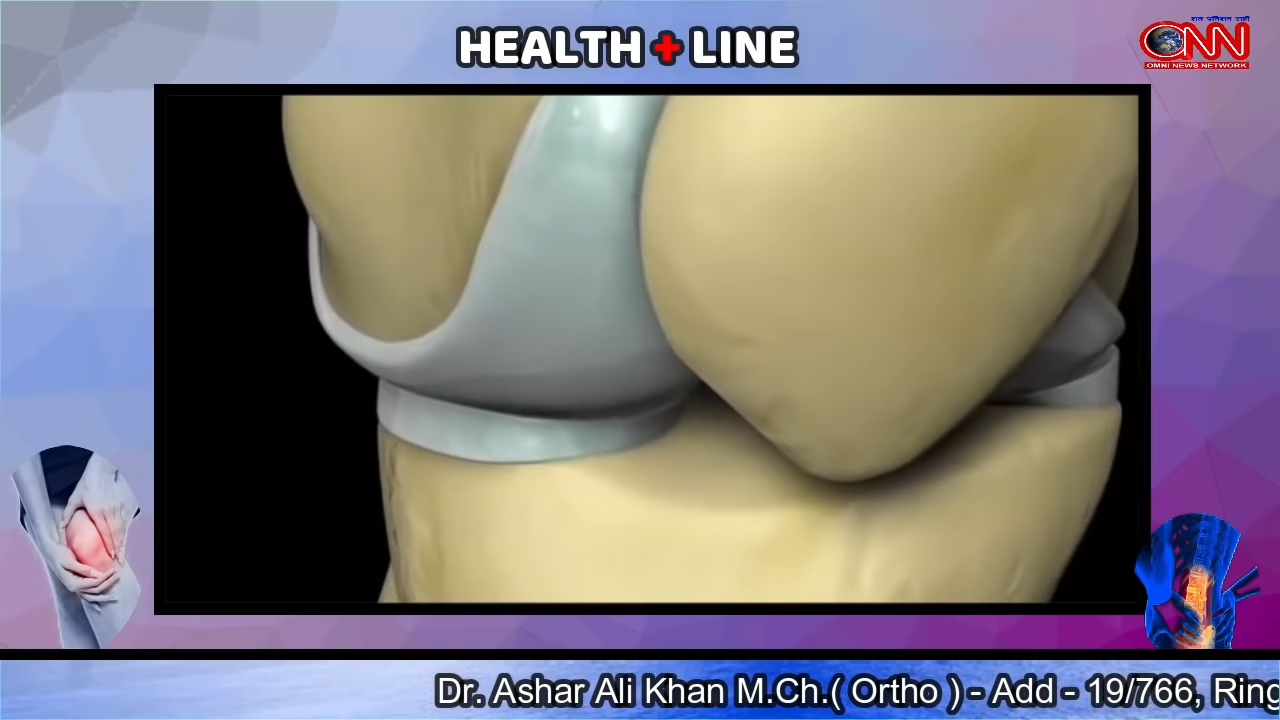 HEALTH + LINE
ONN
OMNI NEWS NETWORK
Dr. Ashar Ali Khan M.Ch.( Ortho ) - Add - 19/766, Ring